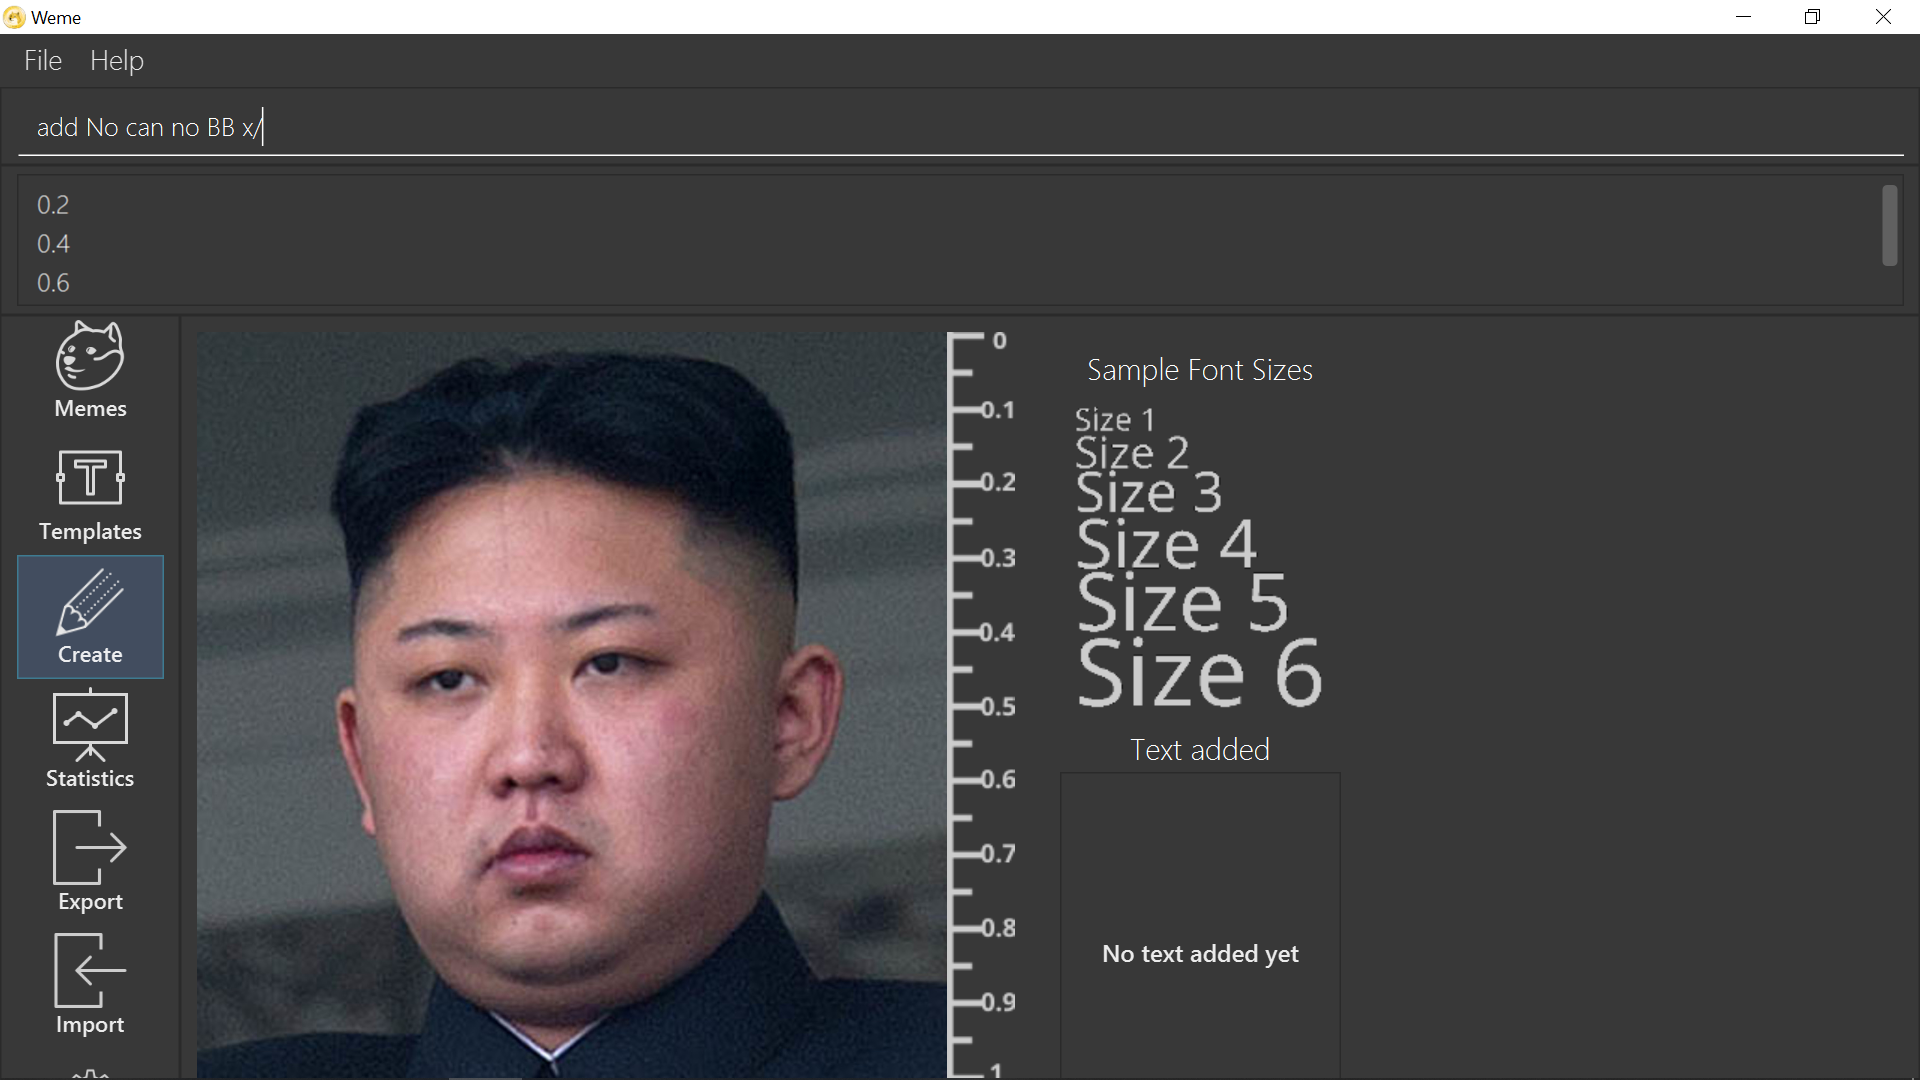 Weme
File Help
add No can no BB x/
0.2
0.4
0.6
Memes
Templates
Create
Statistics
Export
Import
0
0.1
0.2
0.3
0.4
0.5
0.6
0.7
0.8
0.9
1
Sample Font Sizes
Size 1
Size 2
Size 3
Size 4
Size 5
Size 6
Text added
No text added yet